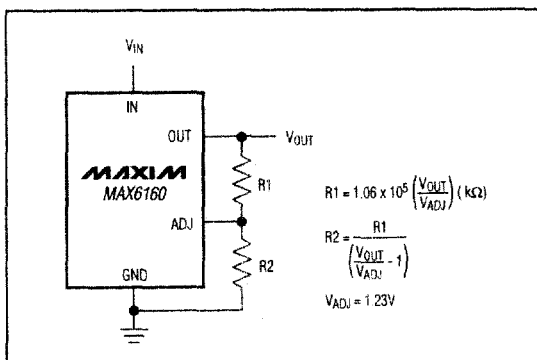 VIN
IN
OUT
VOUT
MAXIM
MAX6160
R1
ADJ
R2
GND
R1 = 1.06 x 10⁵ (VOUT / VADJ) (kΩ)
R2 = R1 / (VOUT / VADJ - 1)
VADJ = 1.23V